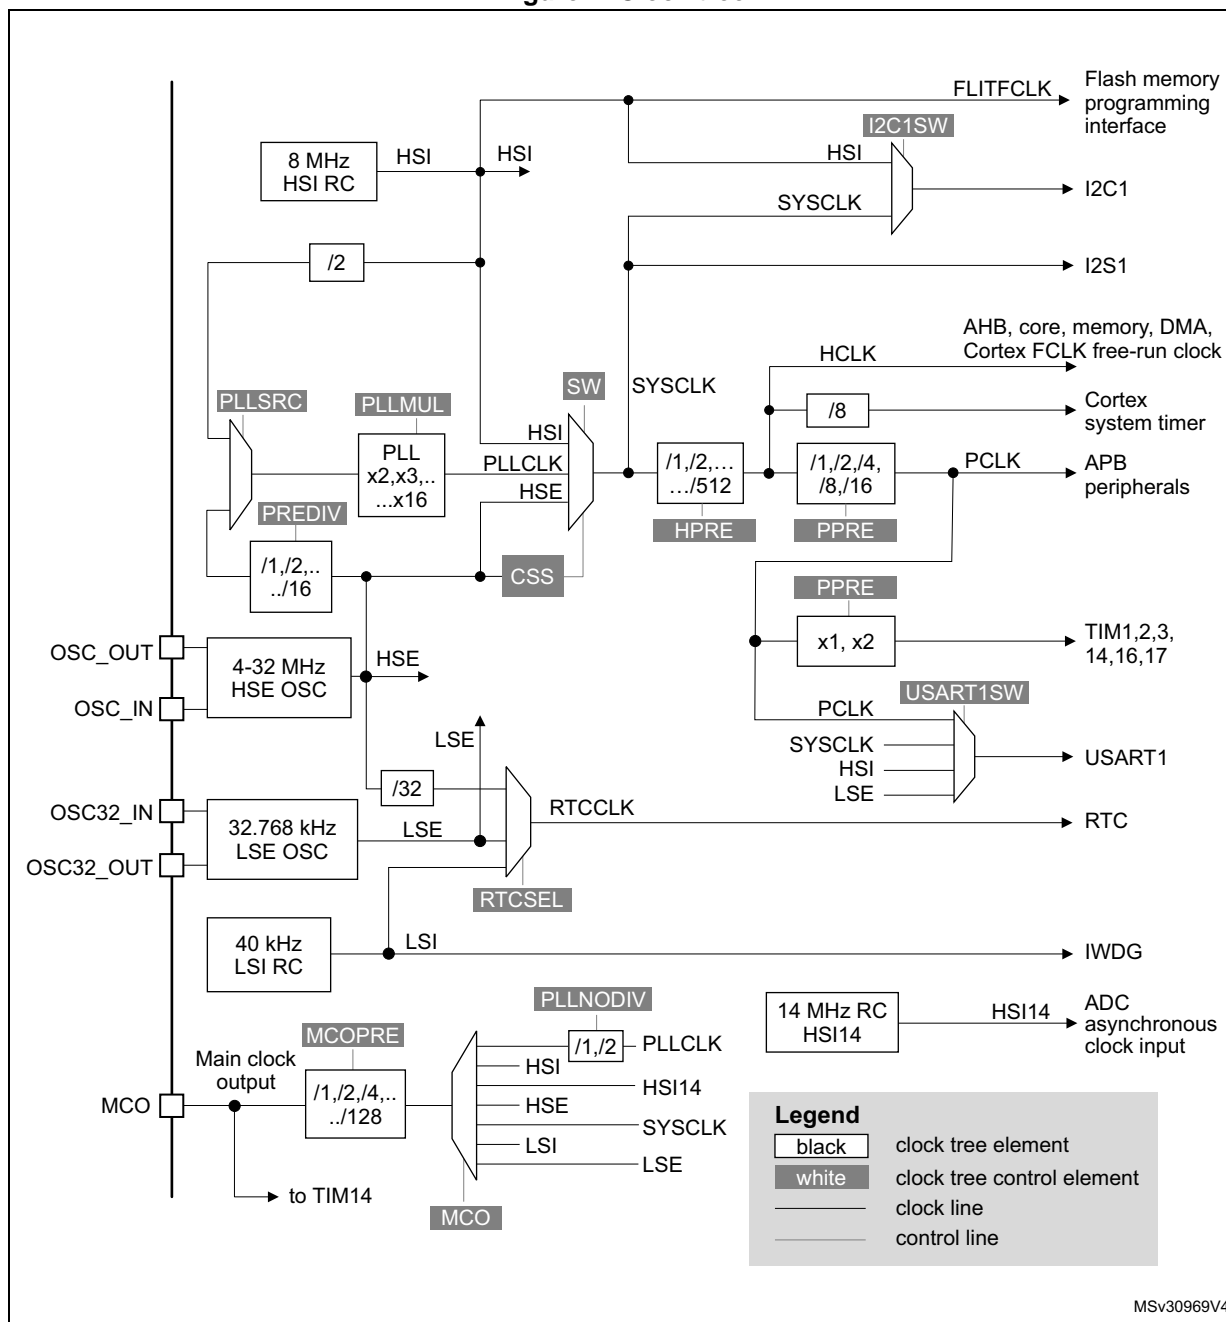 FLITFCLK
Flash memory
programming
interface
I2C1SW
8 MHz
HSI RC
HSI
HSI
HSI
SYSCLK
I2C1
/2
I2S1
AHB, core, memory, DMA,
Cortex FCLK free-run clock
HCLK
SW
SYSCLK
/8
Cortex
system timer
PLLSRC
PLLMUL
PLL
x2,x3,..
...x16
HSI
PLLCLK
HSE
/1,/2,...
.../512
HPRE
/1,/2,/4,
/8,/16
PPRE
PCLK
APB
peripherals
PREDIV
/1,/2,..
../16
CSS
PPRE
x1, x2
TIM1,2,3,
14,16,17
OSC_OUT
OSC_IN
4-32 MHz
HSE OSC
HSE
USART1SW
PCLK
SYSCLK
HSI
LSE
USART1
LSE
/32
OSC32_IN
OSC32_OUT
32.768 kHz
LSE OSC
LSE
RTCCLK
RTC
RTCSEL
40 kHz
LSI RC
LSI
IWDG
14 MHz RC
HSI14
HSI14
ADC
asynchronous
clock input
PLLNODIV
MCOPRE
/1,/2
PLLCLK
HSI
HSI14
HSE
SYSCLK
LSI
LSE
Main clock
output
MCO
/1,/2,/4,..
../128
to TIM14
MCO
Legend
black clock tree element
white clock tree control element
clock line
control line
MSv30969V4